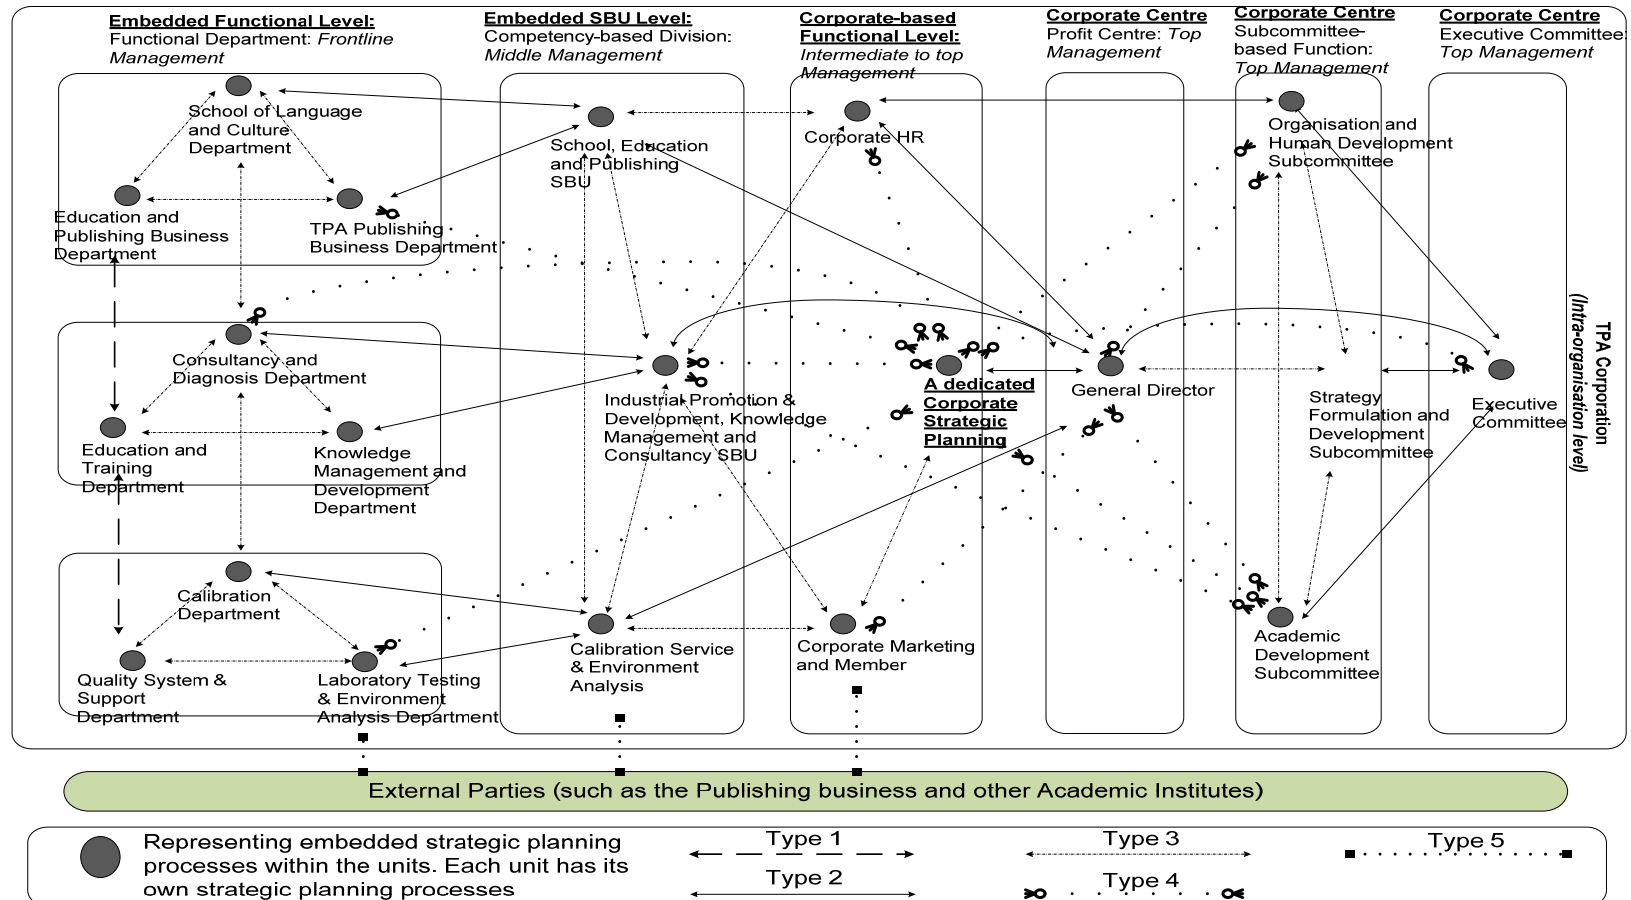 Embedded Functional Level:
Functional Department: Frontline
Management
Embedded SBU Level:
Competency-based Division:
Middle Management
Corporate-based
Functional Level:
Intermediate to top
Management
Corporate Centre
Profit Centre: Top
Management
Corporate Centre
Subcommittee-
based Function:
Top Management
Corporate Centre
Executive Committee:
Top Management
School of Language
and Culture
Department
Education and
Publishing Business
Department
TPA Publishing
Business Department
Consultancy and
Diagnosis Department
Education and
Training
Department
Knowledge
Management and
Development
Department
Calibration
Department
Quality System &
Support
Department
Laboratory Testing
& Environment
Analysis Department
School, Education
and Publishing
SBU
Industrial Promotion &
Development, Knowledge
Management and
Consultancy SBU
Calibration Service
& Environment
Analysis
Corporate HR
A dedicated
Corporate
Strategic
Planning
Corporate Marketing
and Member
General Director
Organisation and
Human Development
Subcommittee
Strategy
Formulation and
Development
Subcommittee
Academic
Development
Subcommittee
Executive
Committee
TPA Corporation
(Intra-organisation level)
External Parties (such as the Publishing business and other Academic Institutes)
Representing embedded strategic planning
processes within the units. Each unit has its
own strategic planning processes
Type 1
Type 2
Type 3
Type 4
Type 5